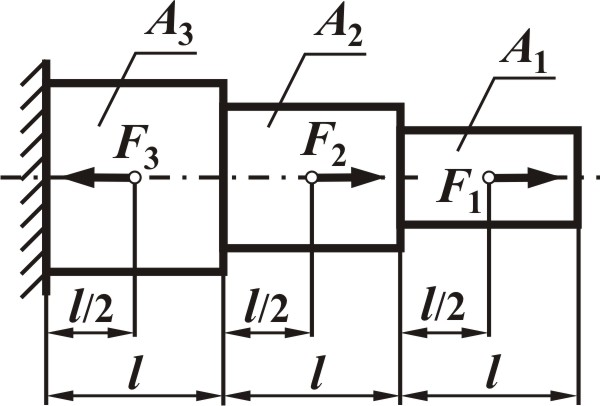 A₃ A₂ A₁
F₃ F₂ F₁
l/2 l/2 l/2
l l l